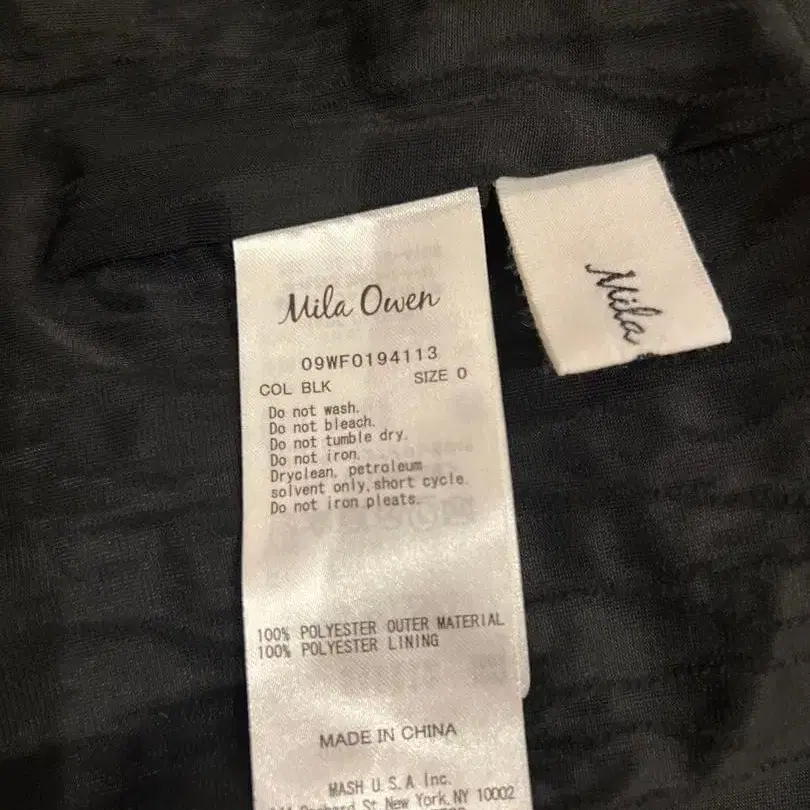 Mila Owen
09WF0194113
COL BLK SIZE 0
Do not wash.
Do not bleach.
Do not tumble dry.
Do not iron.
Dryclean, petroleum
solvent only, short cycle.
Do not iron pleats.
100% POLYESTER OUTER MATERIAL
100% POLYESTER LINING
MADE IN CHINA
MASH U.S.A Inc.
Orchard St New York, NY 10002
Mila